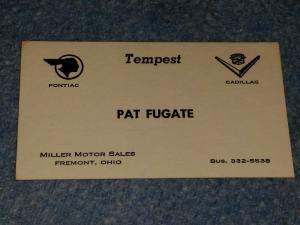 Tempest
PONTIAC
CADILLAC
PAT FUGATE
MILLER MOTOR SALES
FREMONT, OHIO
BUS. 332-5538